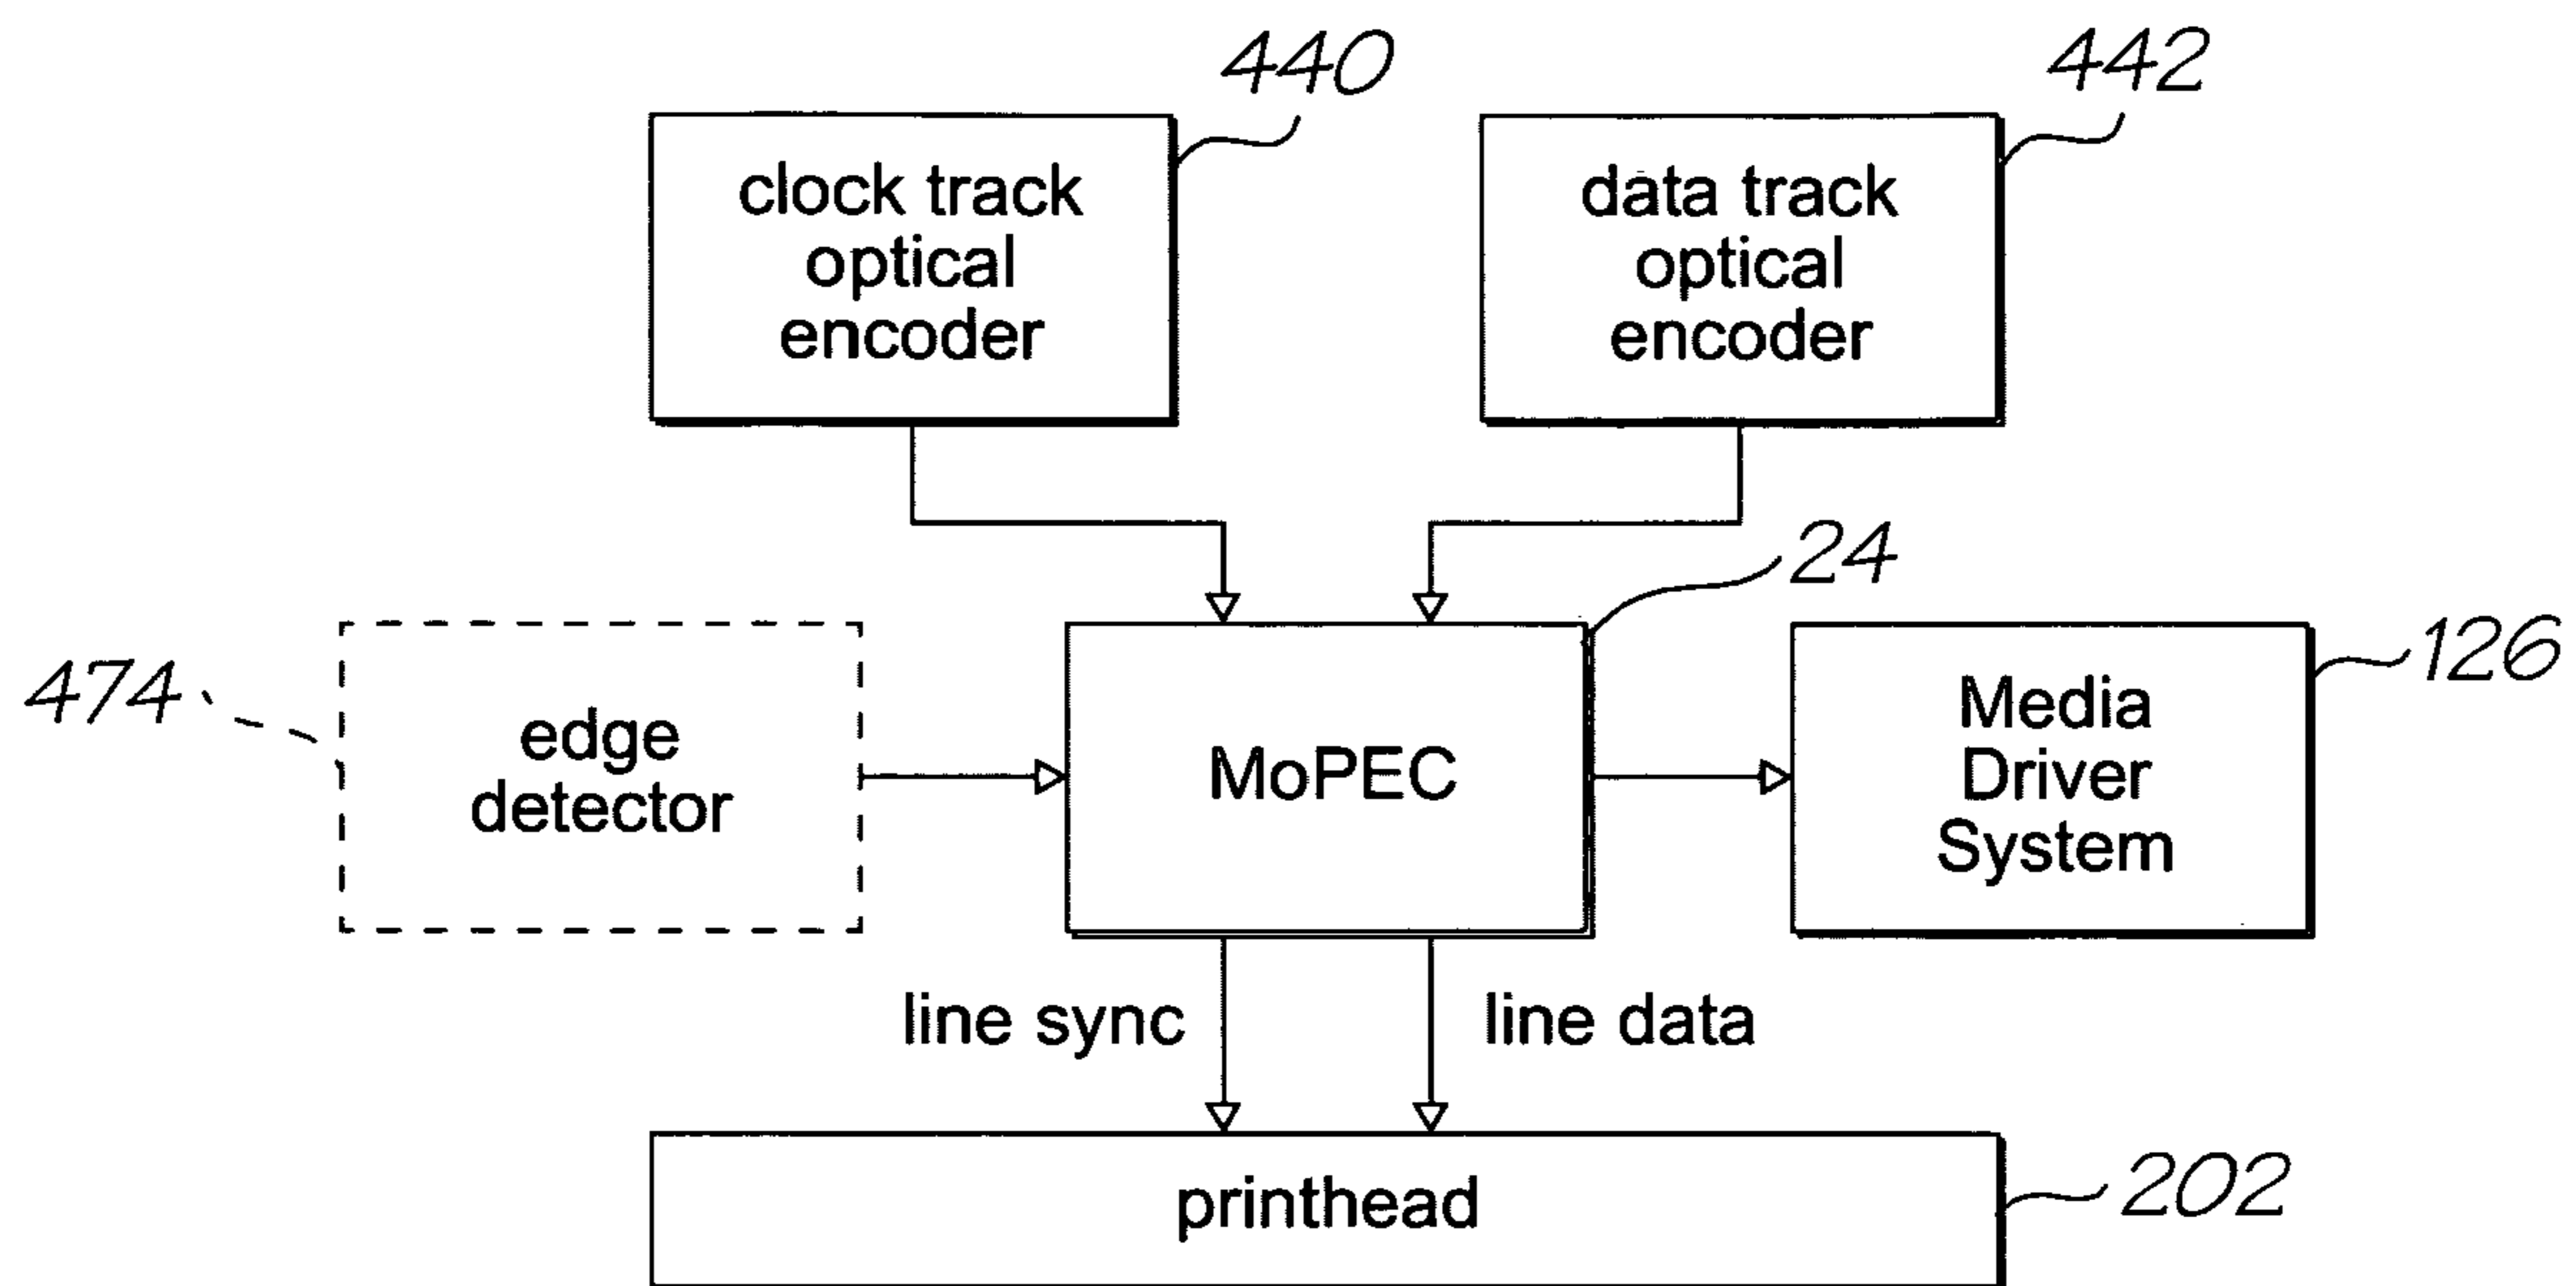 440
442
clock track
optical
encoder
data track
optical
encoder
24
474
edge
detector
MoPEC
Media
Driver
System
126
line sync
line data
printhead
202